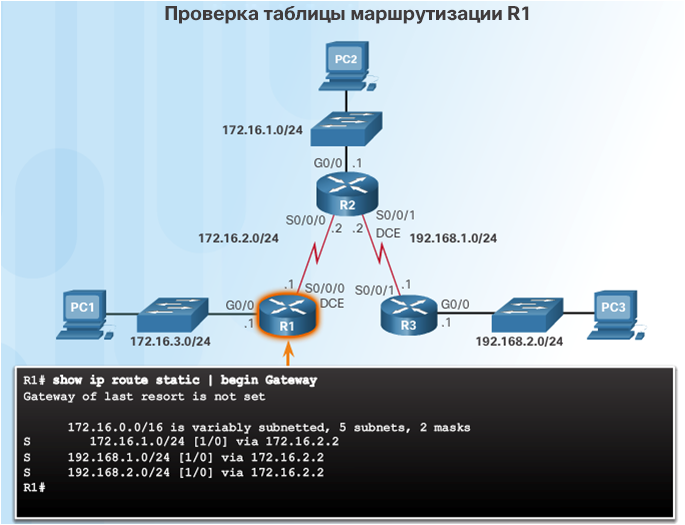 Проверка таблицы маршрутизации R1
PC2
172.16.1.0/24
G0/0 .1
R2
S0/0/0 S0/0/1
.2 .2 DCE
172.16.2.0/24 192.168.1.0/24
.1 S0/0/0 S0/0/1 .1
DCE
PC1 G0/0 R1 R3 G0/0 PC3
.1 .1
172.16.3.0/24 192.168.2.0/24
R1# show ip route static | begin Gateway
Gateway of last resort is not set
172.16.0.0/16 is variably subnetted, 5 subnets, 2 masks
S 172.16.1.0/24 [1/0] via 172.16.2.2
S 192.168.1.0/24 [1/0] via 172.16.2.2
S 192.168.2.0/24 [1/0] via 172.16.2.2
R1#